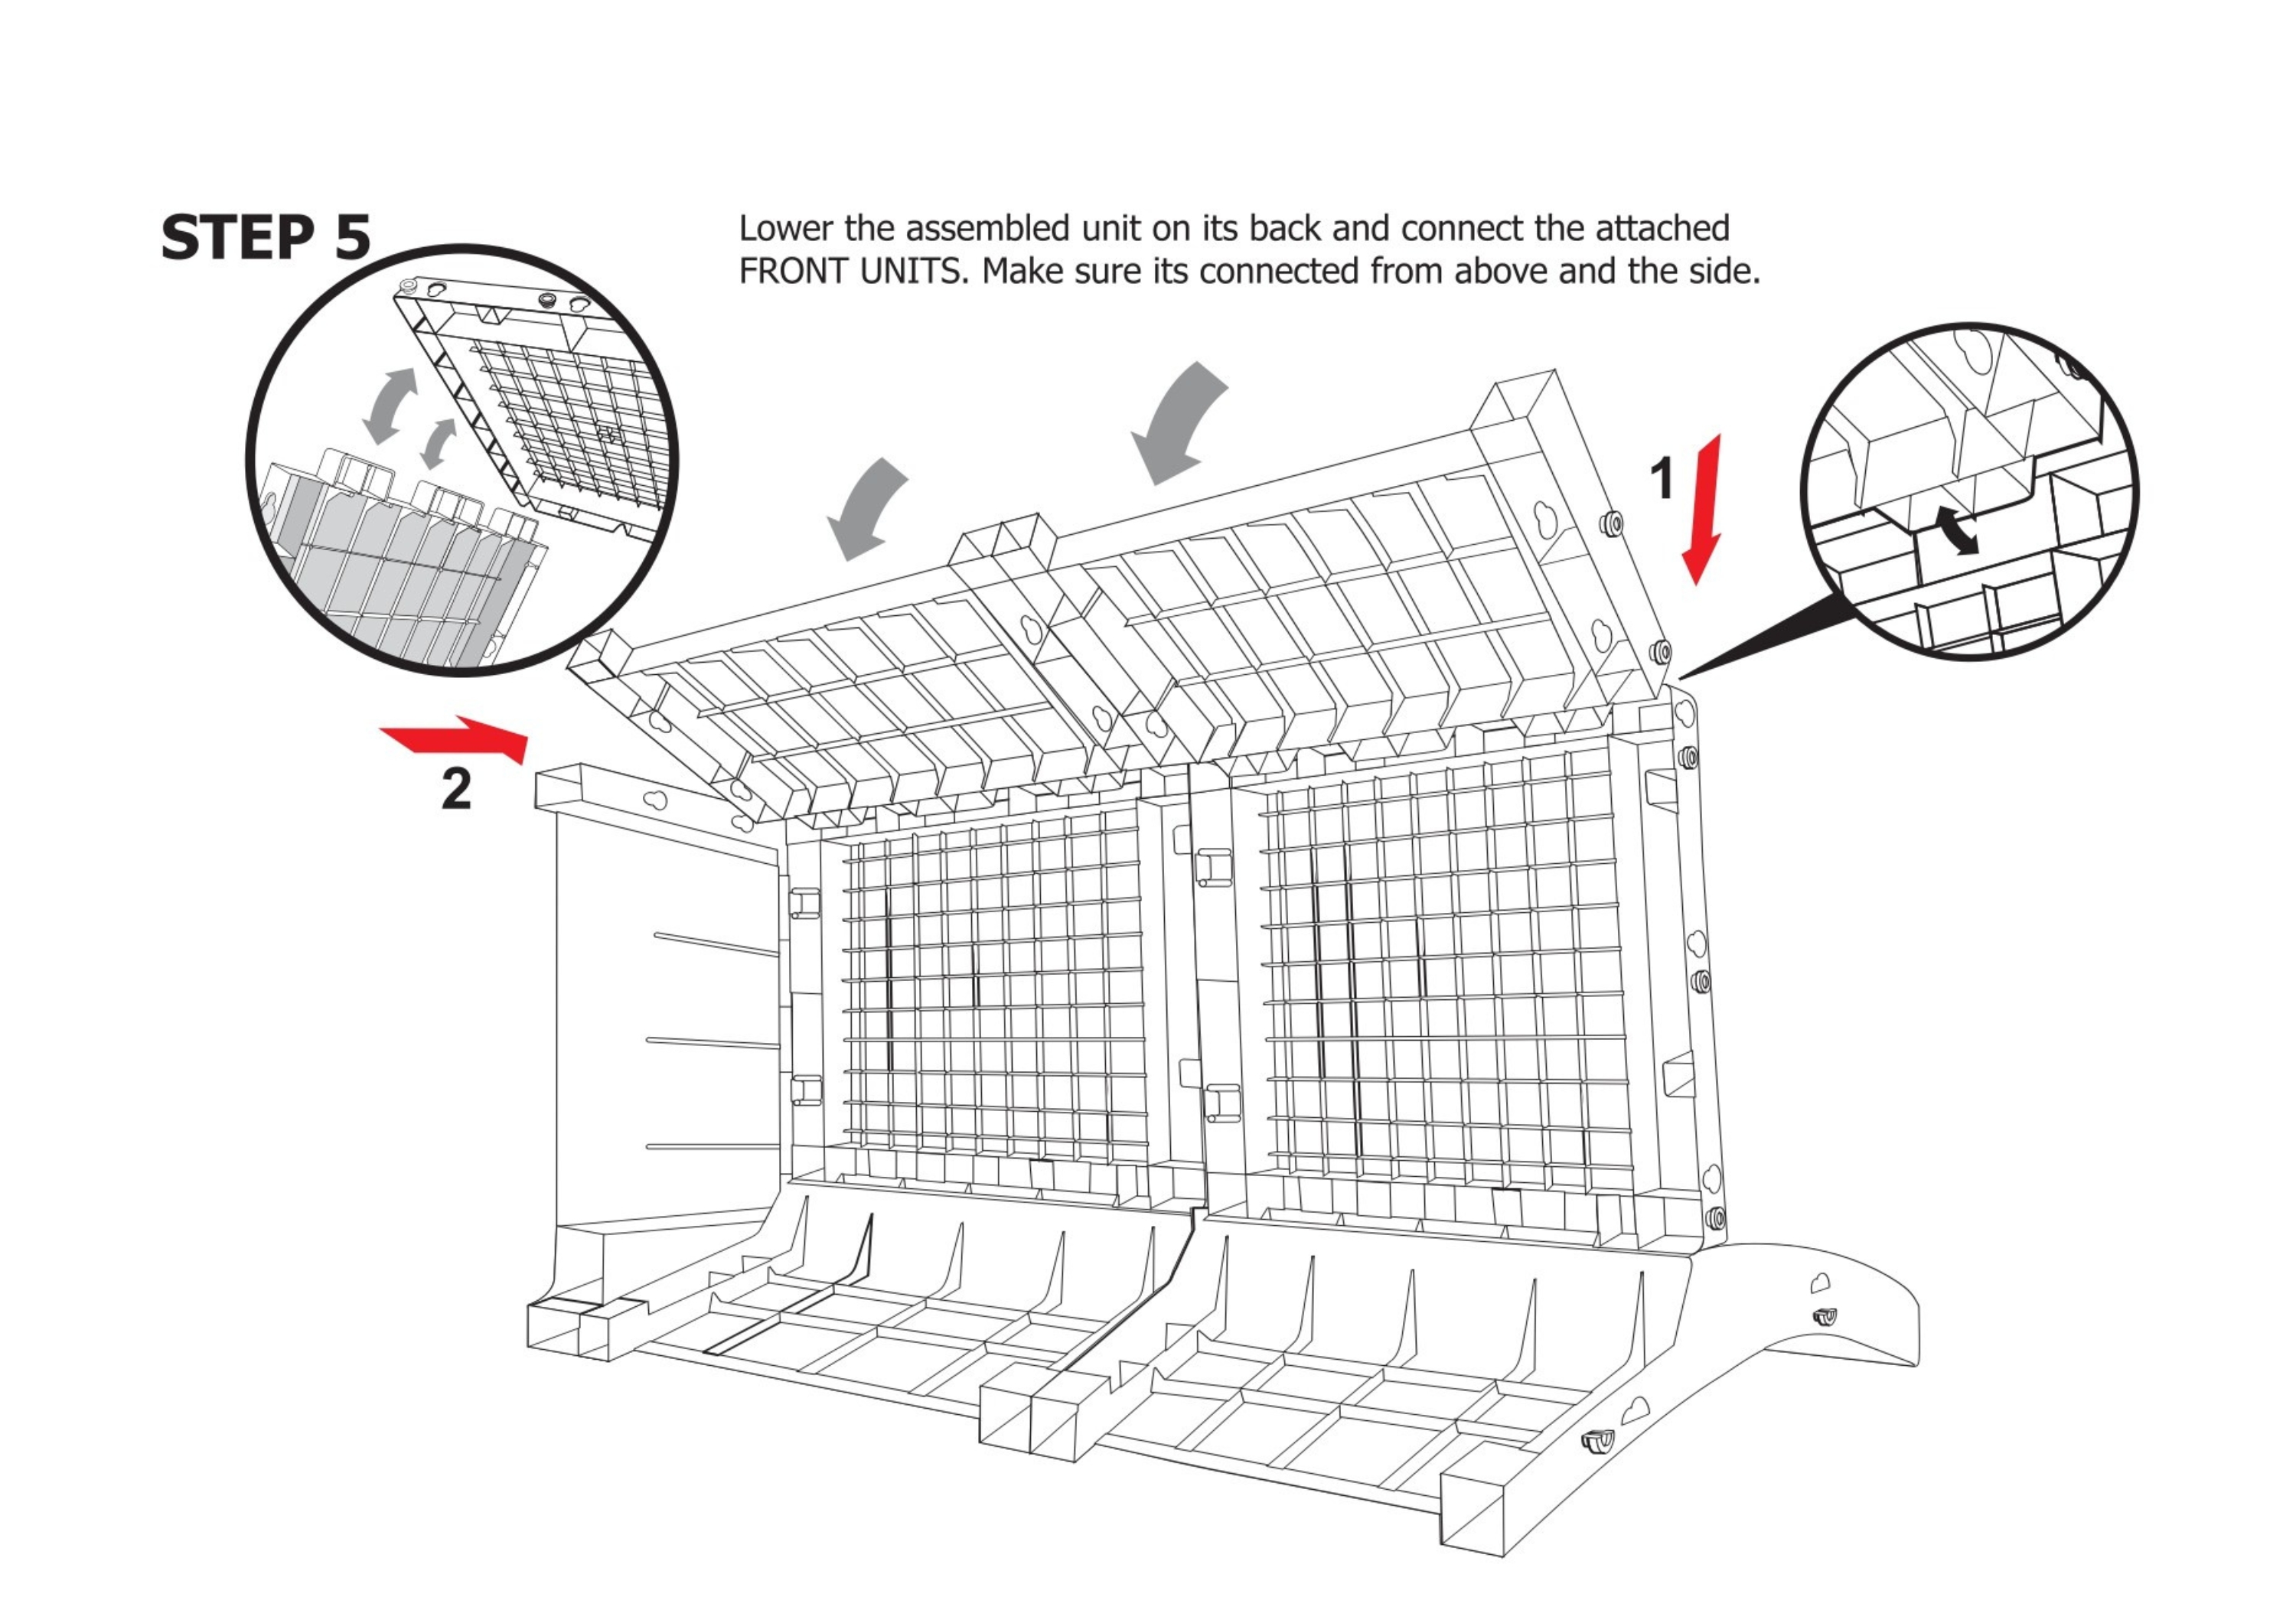 STEP 5
Lower the assembled unit on its back and connect the attached
FRONT UNITS. Make sure its connected from above and the side.
1
2